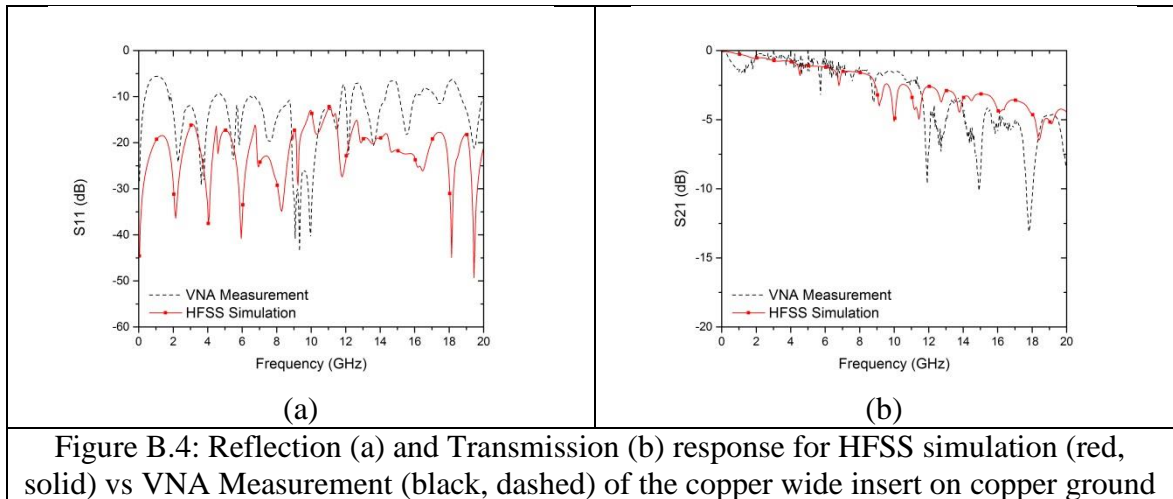 0
-10
-20
-30
-40
-50
-60
S11 (dB)
VNA Measurement
HFSS Simulation
0 2 4 6 8 10 12 14 16 18 20
Frequency (GHz)
(a)
0
-5
-10
-15
-20
S21 (dB)
VNA Measurement
HFSS Simulation
0 2 4 6 8 10 12 14 16 18 20
Frequency (GHz)
(b)
Figure B.4: Reflection (a) and Transmission (b) response for HFSS simulation (red,
solid) vs VNA Measurement (black, dashed) of the copper wide insert on copper ground